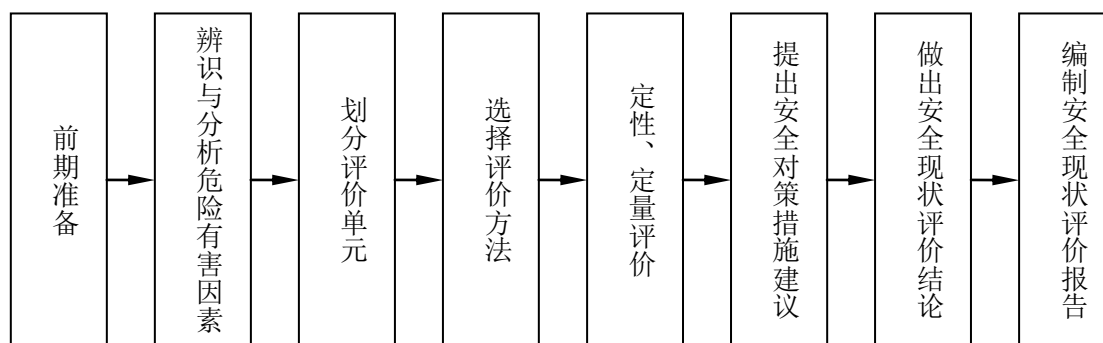 前期准备
辨识与分析危险有害因素
划分评价单元
选择评价方法
定性、定量评价
提出安全对策措施建议
做出安全现状评价结论
编制安全现状评价报告